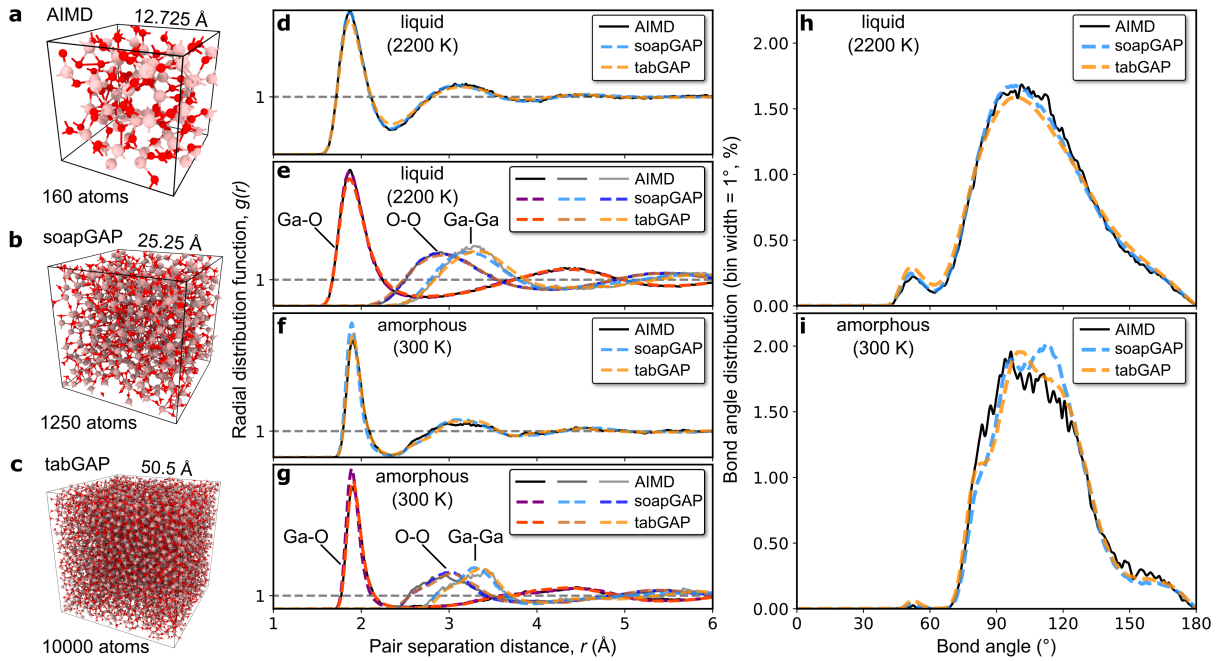 a AIMD
12.725 Å
160 atoms
b soapGAP
25.25 Å
1250 atoms
c tabGAP
50.5 Å
10000 atoms
Radial distribution function, g(r)
d liquid
(2200 K)
AIMD
soapGAP
tabGAP
1
e liquid
(2200 K)
AIMD
soapGAP
tabGAP
Ga-O
O-O
Ga-Ga
1
f amorphous
(300 K)
AIMD
soapGAP
tabGAP
1
g amorphous
(300 K)
AIMD
soapGAP
tabGAP
Ga-O
O-O
Ga-Ga
1
1 2 3 4 5 6
Pair separation distance, r (Å)
Bond angle distribution (bin width = 1°, %)
h liquid
(2200 K)
AIMD
soapGAP
tabGAP
2.00
1.50
1.00
0.50
0.00
i amorphous
(300 K)
AIMD
soapGAP
tabGAP
2.00
1.50
1.00
0.50
0.00
0 30 60 90 120 150 180
Bond angle (°)